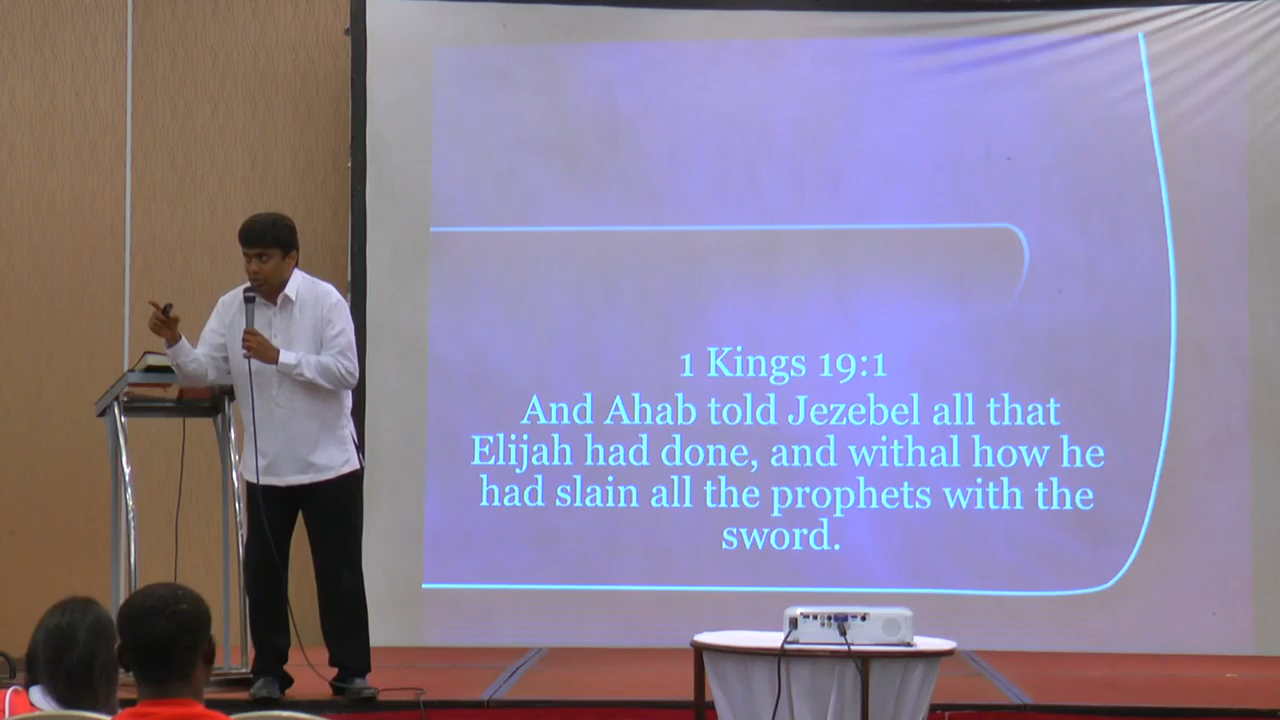 1 Kings 19:1
And Ahab told Jezebel all that
Elijah had done, and withal how he
had slain all the prophets with the
sword.